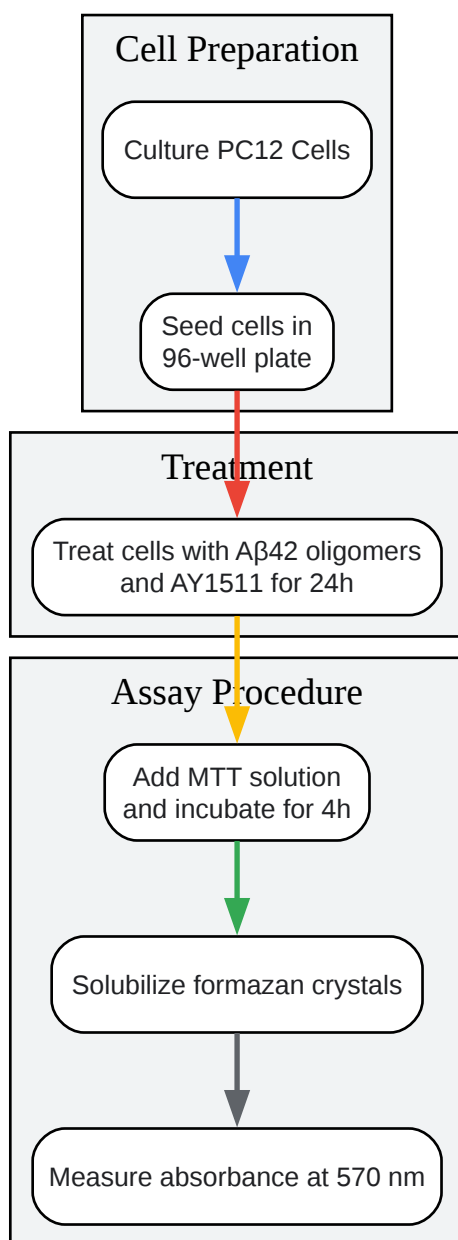 Cell Preparation
Culture PC12 Cells
Seed cells in
96-well plate
Treatment
Treat cells with Aβ42 oligomers
and AY1511 for 24h
Assay Procedure
Add MTT solution
and incubate for 4h
Solubilize formazan crystals
Measure absorbance at 570 nm